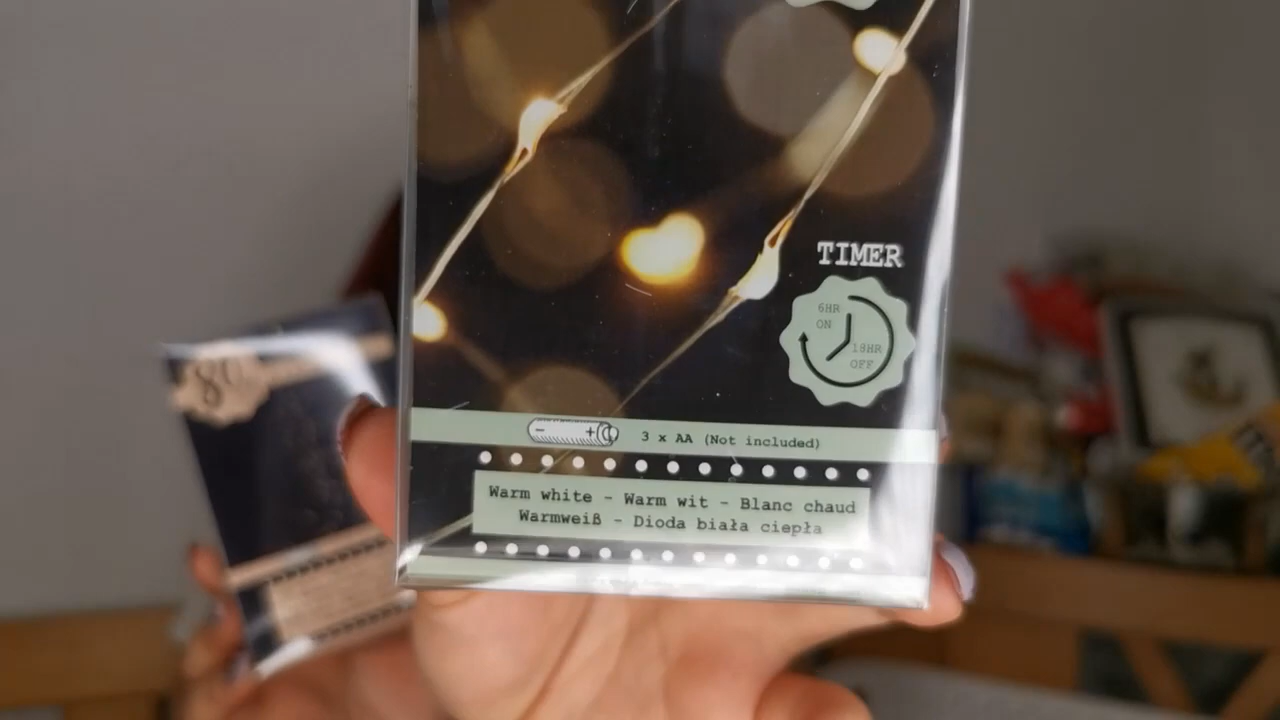 TIMER
6HR
ON
18HR
OFF
- +
3 x AA (Not included)
Warm white - Warm wit - Blanc chaud
Warmweiß - Dioda biała ciepła
80